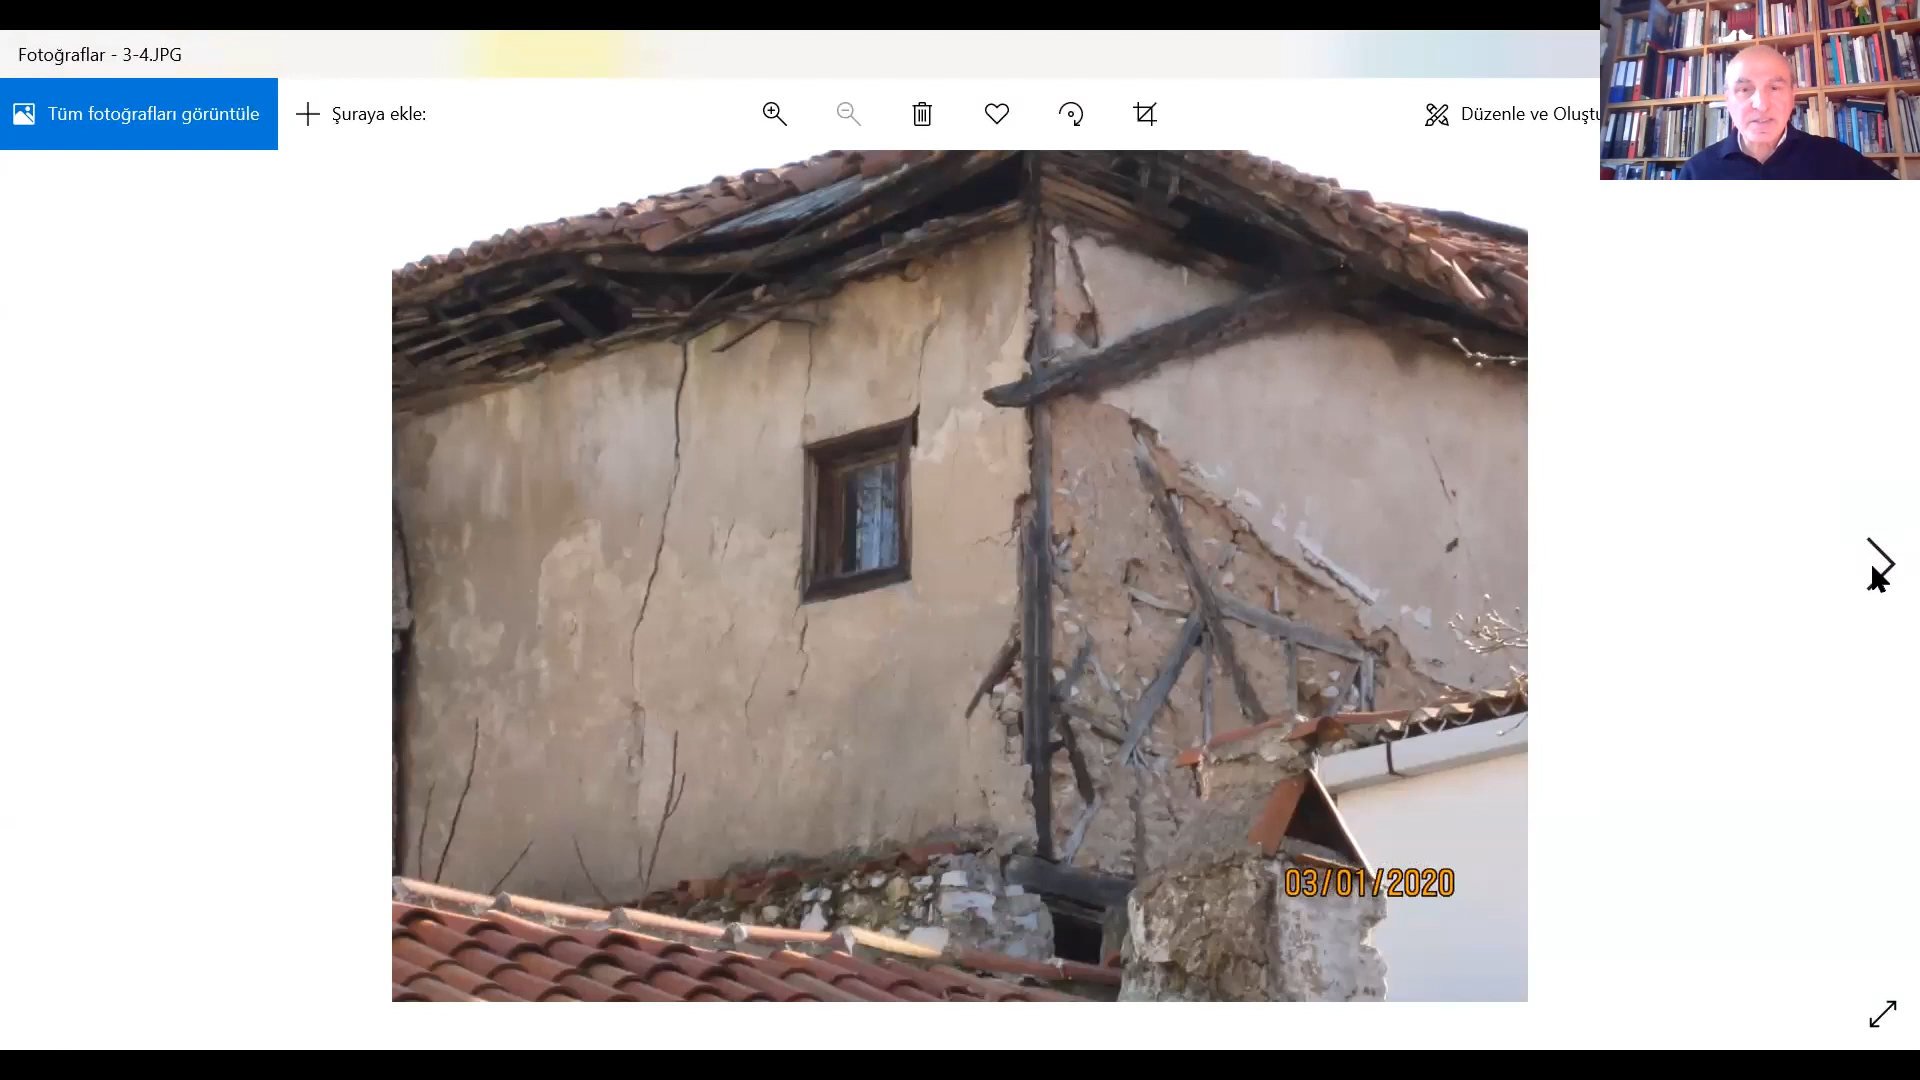 Fotoğraflar - 3-4.JPG
Tüm fotoğrafları görüntüle
Şuraya ekle:
Düzenle ve Oluştu
03/01/2020